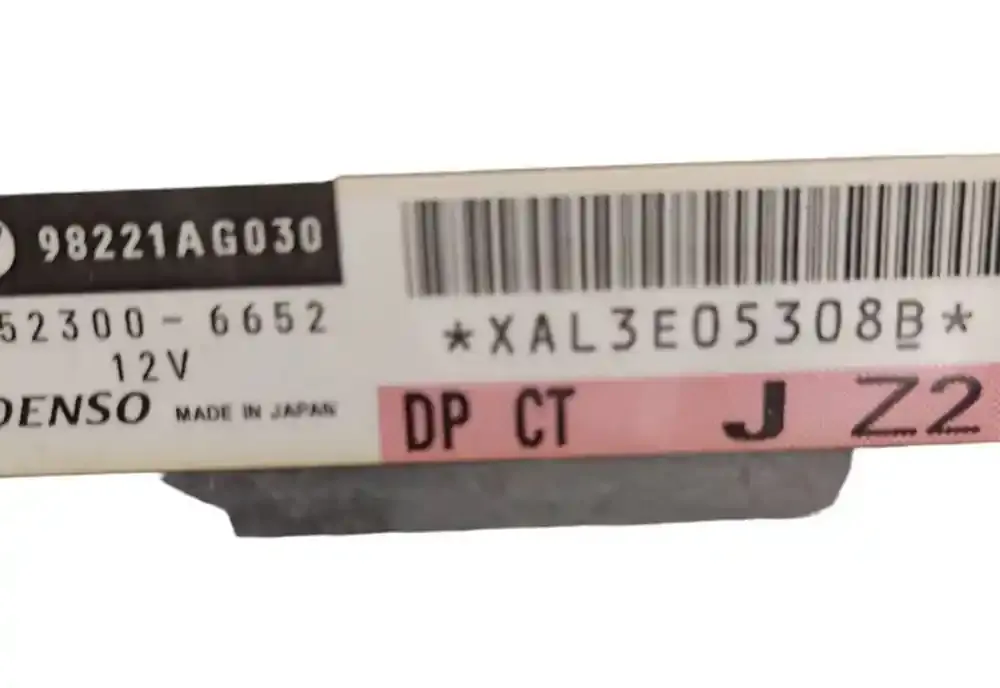 98221AG030
52300-6652
12V
DENSO MADE IN JAPAN
*XAL3E05308B*
DP CT J Z2